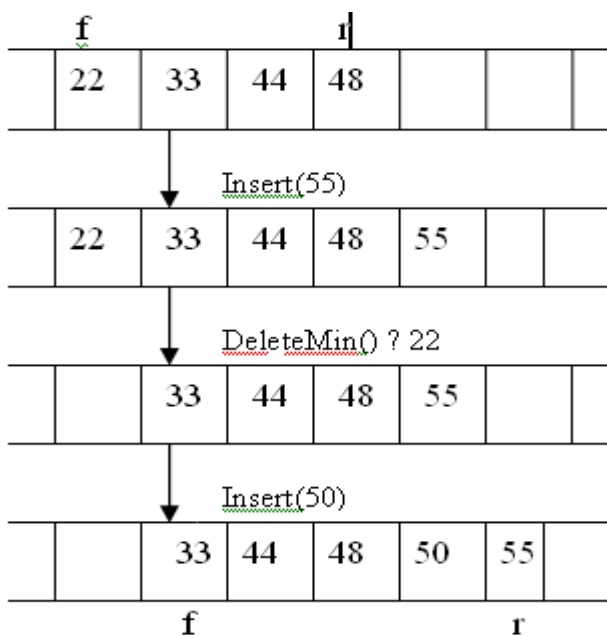 f r
22 33 44 48
Insert(55)
22 33 44 48 55
DeleteMin() ? 22
33 44 48 55
Insert(50)
33 44 48 50 55
f r